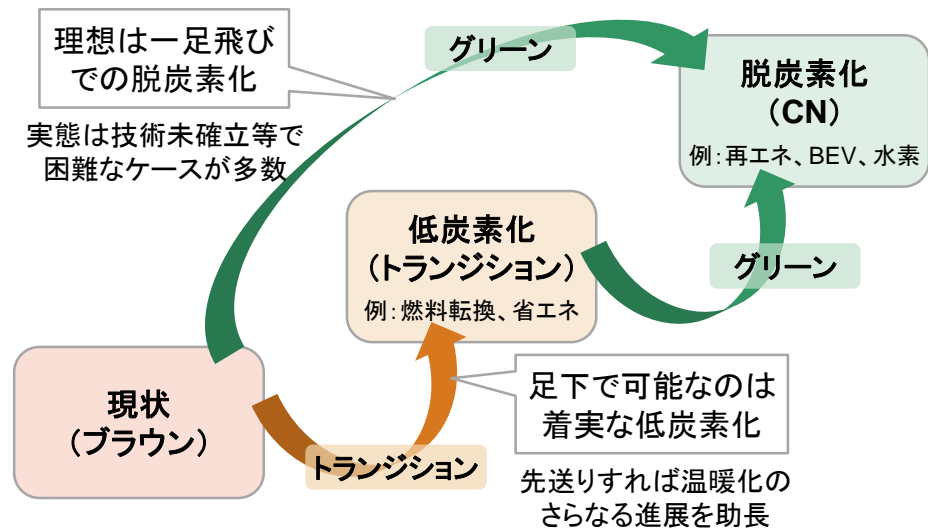 理想は一足飛び
での脱炭素化
実態は技術未確立等で
困難なケースが多数
グリーン
脱炭素化
（CN）
例：再エネ、BEV、水素
低炭素化
（トランジション）
例：燃料転換、省エネ
グリーン
現状
（ブラウン）
トランジション
足下で可能なのは
着実な低炭素化
先送りすれば温暖化の
さらなる進展を助長